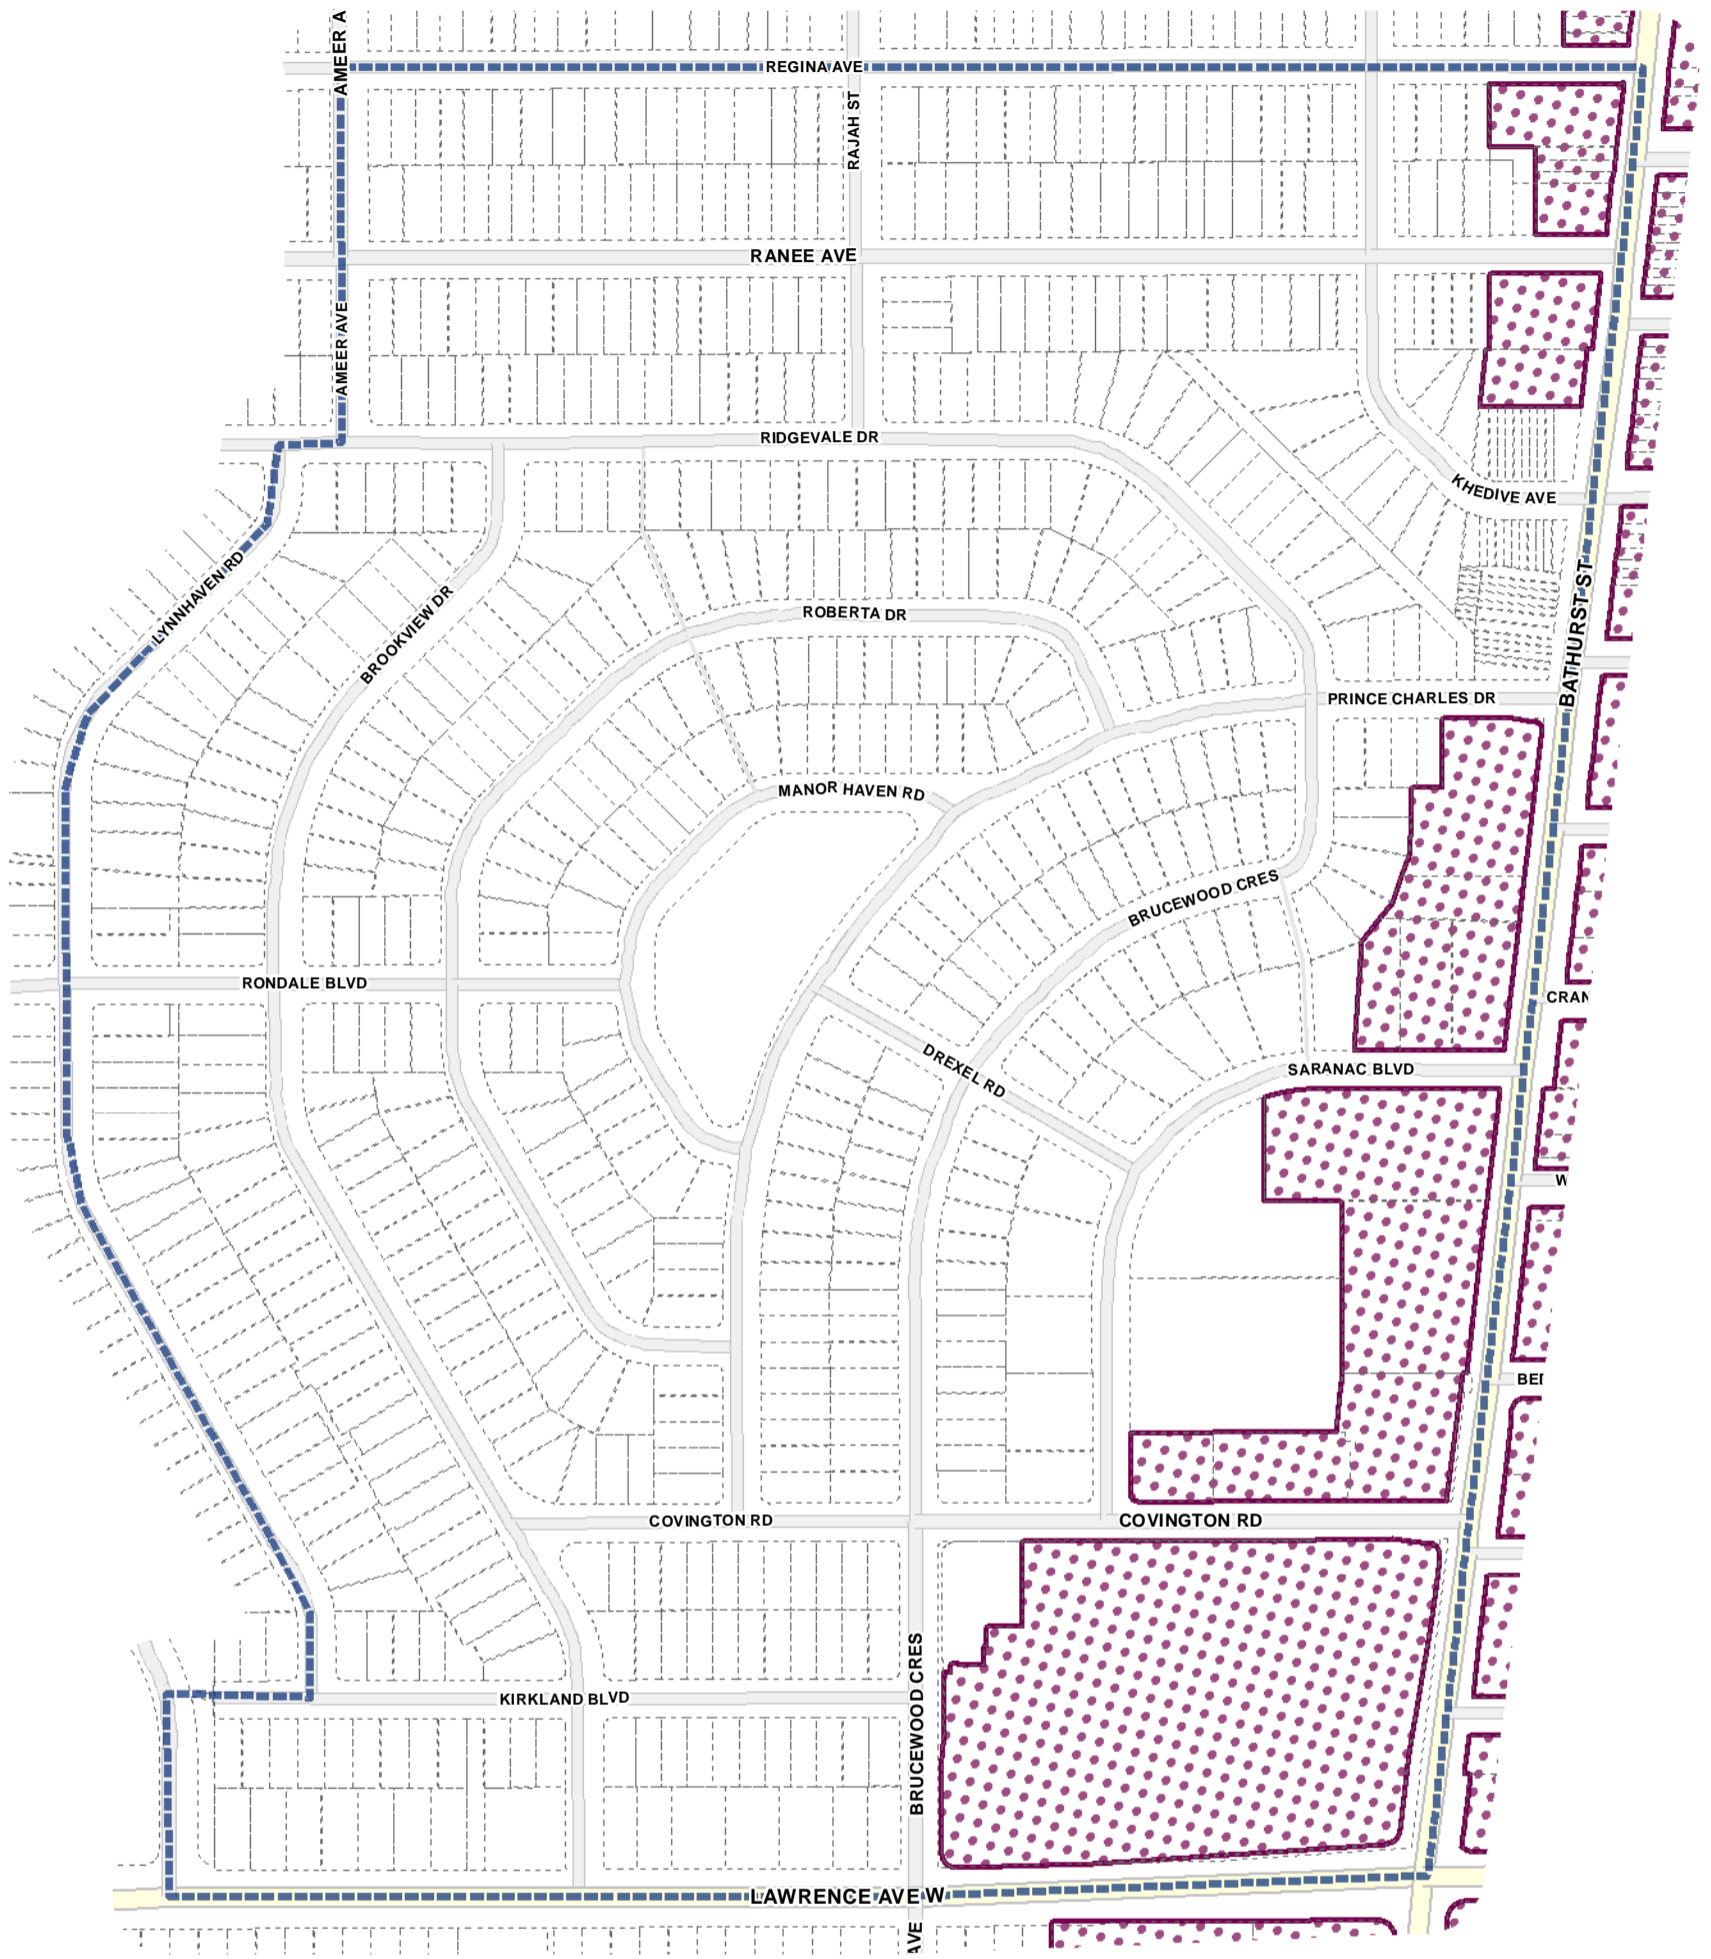 AMEER A
REGINA AVE
RAJAH ST
RANEE AVE
AMEER AVE
RIDGEVALE DR
KHEDIVE AVE
LYNNHAVEN RD
BROOKVIEW DR
ROBERTA DR
BATHURST ST
PRINCE CHARLES DR
MANOR HAVEN RD
BRUCEWOOD CRES
RONDALE BLVD
CRAN
DREXEL RD
SARANAC BLVD
W
BEI
COVINGTON RD
COVINGTON RD
BRUCEWOOD CRES
KIRKLAND BLVD
LAWRENCE AVE W
AVE